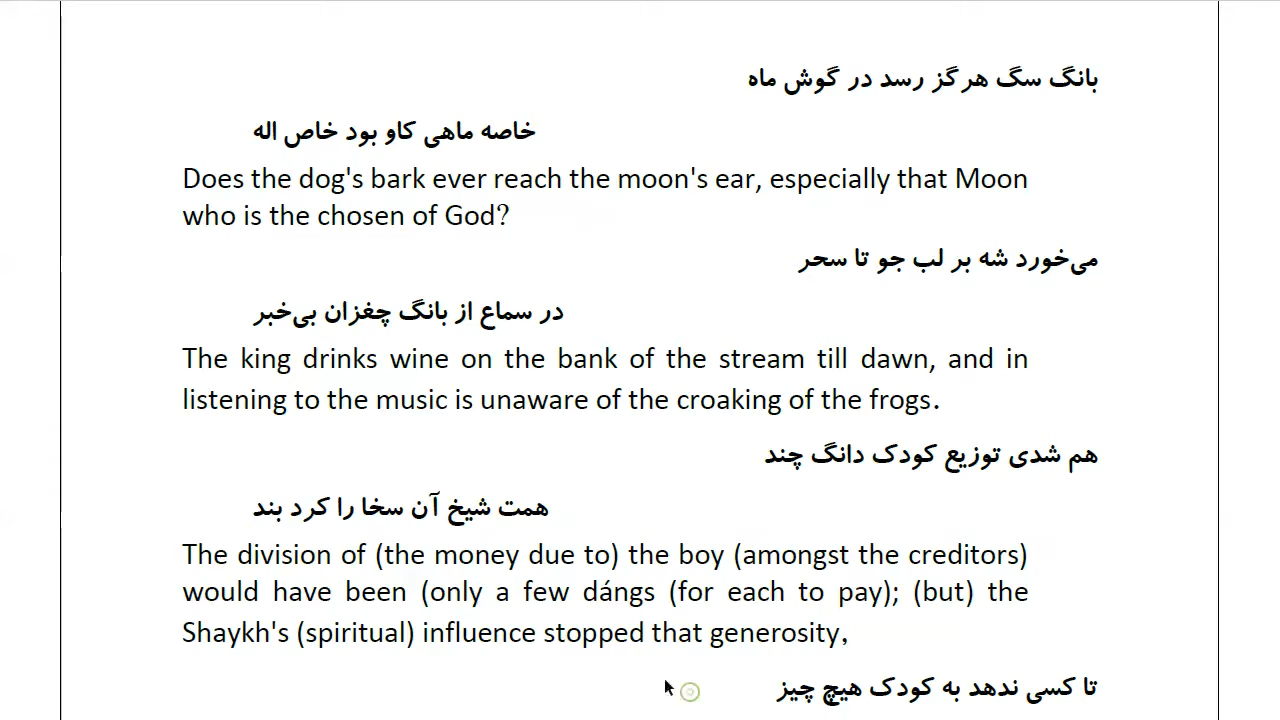 بانگ سگ هرگز رسد در گوش ماه
خاصه ماهی کاو بود خاص اله
Does the dog's bark ever reach the moon's ear, especially that Moon
who is the chosen of God?
می‌خورد شه بر لب جو تا سحر
در سماع از بانگ چغزان بی‌خبر
The king drinks wine on the bank of the stream till dawn, and in
listening to the music is unaware of the croaking of the frogs.
هم شدی توزیع کودک دانگ چند
همت شیخ آن سخا را کرد بند
The division of (the money due to) the boy (amongst the creditors)
would have been (only a few dángs (for each to pay); (but) the
Shaykh's (spiritual) influence stopped that generosity,
تا کسی ندهد به کودک هیچ چیز